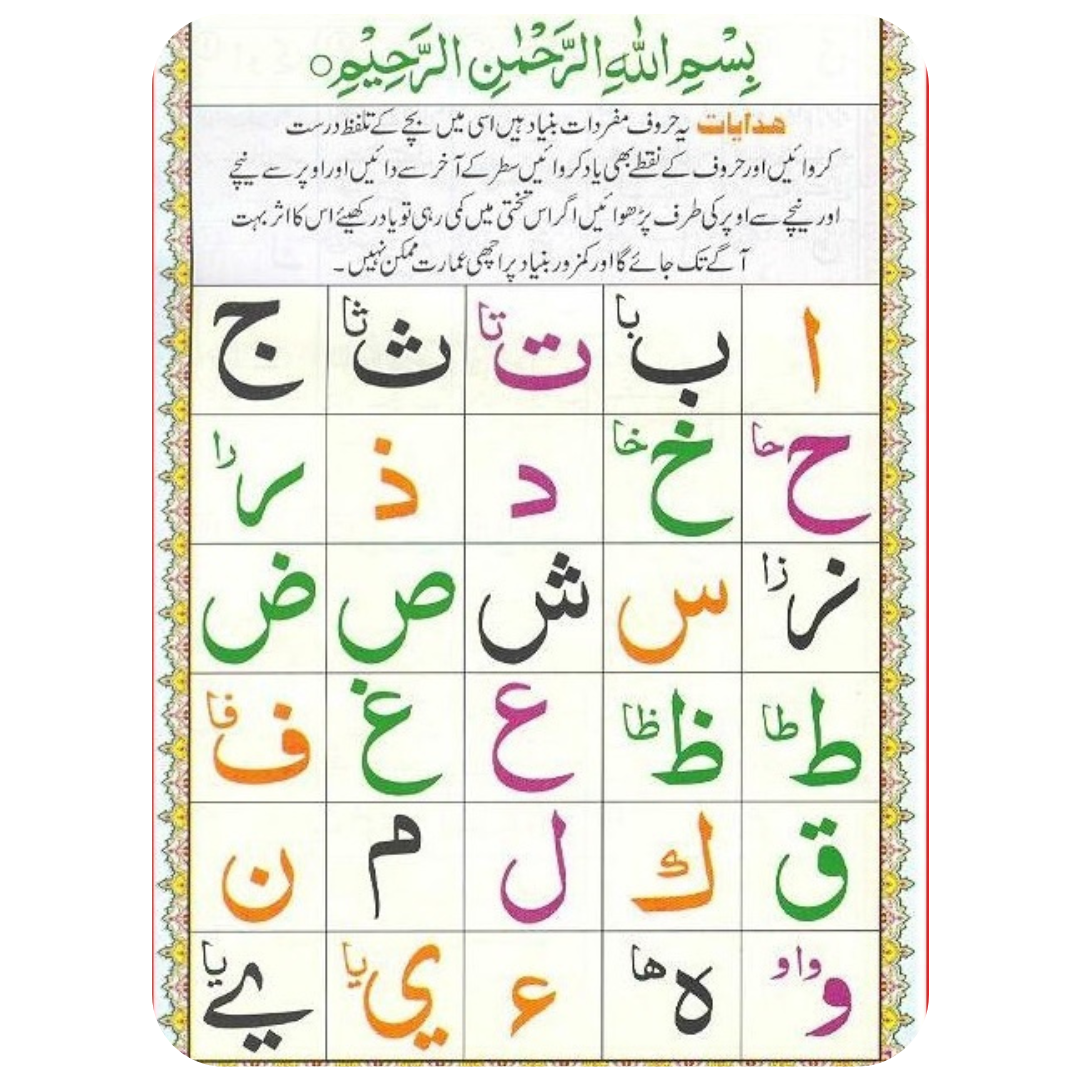 بِسْمِ اللّٰهِ الرَّحْمٰنِ الرَّحِيْمِ ○
هدایات یہ حروف مفردات بنیاد ہیں اسی میں بچے کے تلفظ درست
کروائیں اور حروف کے نقطے بھی یاد کروائیں سطر کے آخر سے دائیں اور اوپر سے نیچے
اور نیچے سے اوپر کی طرف پڑھوائیں اگر اس تختی میں کمی رہی تو یاد رکھیئے اس کا اثر بہت
آگے تک جائے گا اور کمزور بنیاد پر اچھی عمارت ممکن نہیں۔
ا ب با ت تا ث ثا ج
ح حا خ خا د ذ ر را
ز زا س ش ص ض
ط طا ظ ظا ع غ ف فا
ق ك ل م ن
و واو ہ ها ء ي یا ے یا